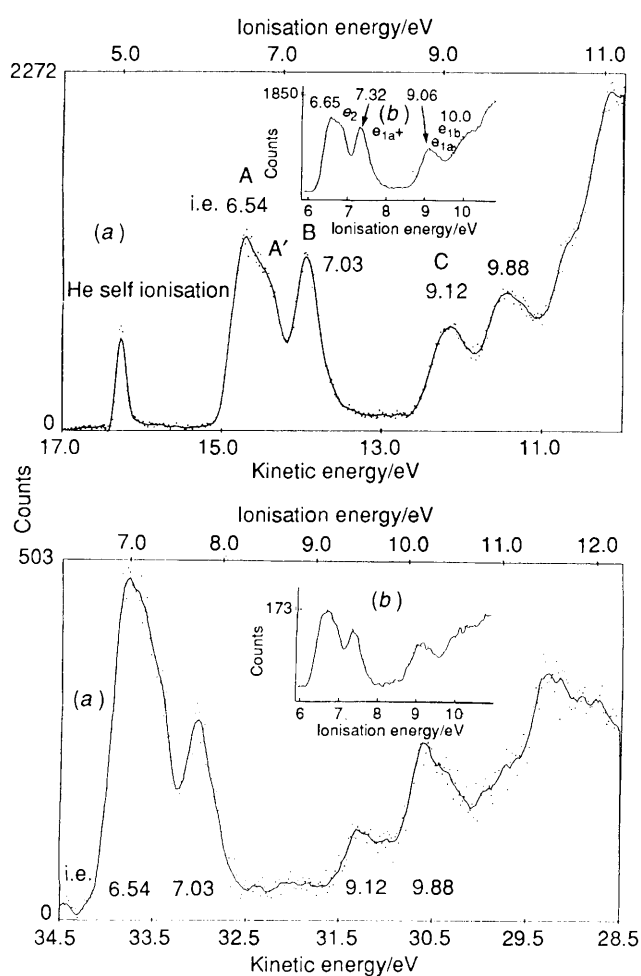 Ionisation energy/eV
5.0 7.0 9.0 11.0
2272
1850
6.65 e2 7.32 (b) 9.06
e1a+
10.0
e1b,
e1a2
Counts
6 7 8 9 10
Ionisation energy/eV
A
i.e. 6.54
(a)
A′ B
7.03
C
9.12
9.88
He self ionisation
0
17.0 15.0 13.0 11.0
Kinetic energy/eV
Counts
Ionisation energy/eV
7.0 8.0 9.1 10.1 11.1 12.1
503
(b)
173
Counts
6 7. 8 9 10
Ionisation energy/eV
(a)
i.e.
6.54 7.03 9.12 9.88
0
34.5 33.5 32.5 31.5 30.5 29.5 28.5
Kinetic energy/eV